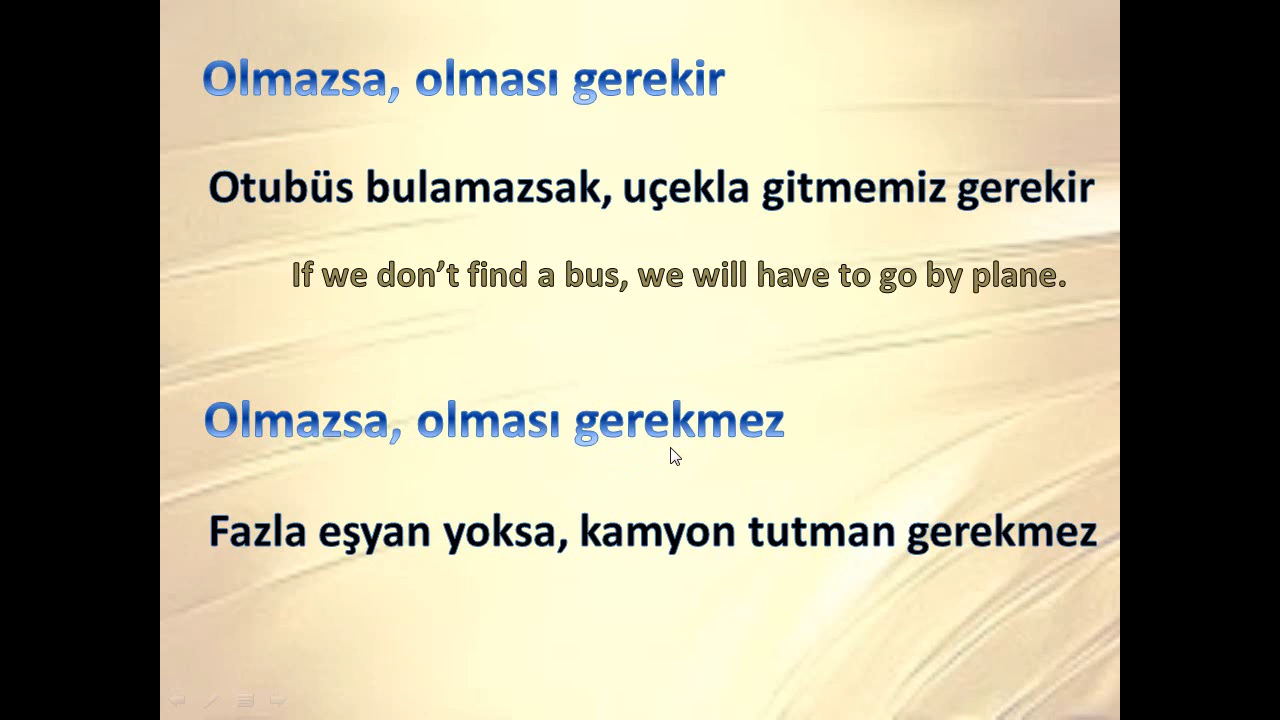 Olmazsa, olması gerekir
Otubüs bulamazsak, uçekla gitmemiz gerekir
If we don’t find a bus, we will have to go by plane.
Olmazsa, olması gerekmez
Fazla eşyan yoksa, kamyon tutman gerekmez